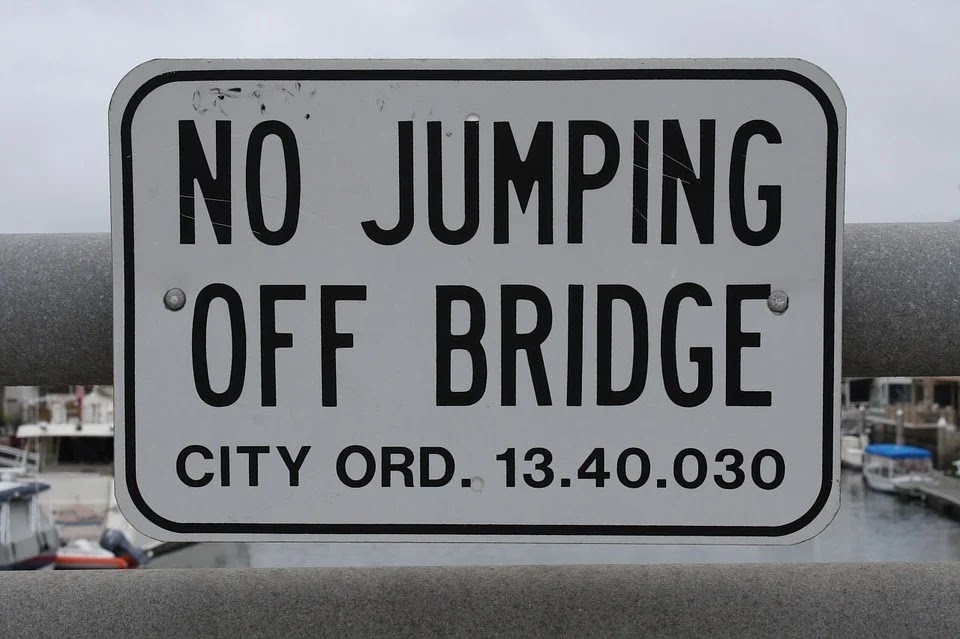 NO JUMPING
OFF BRIDGE
CITY ORD. 13.40.030